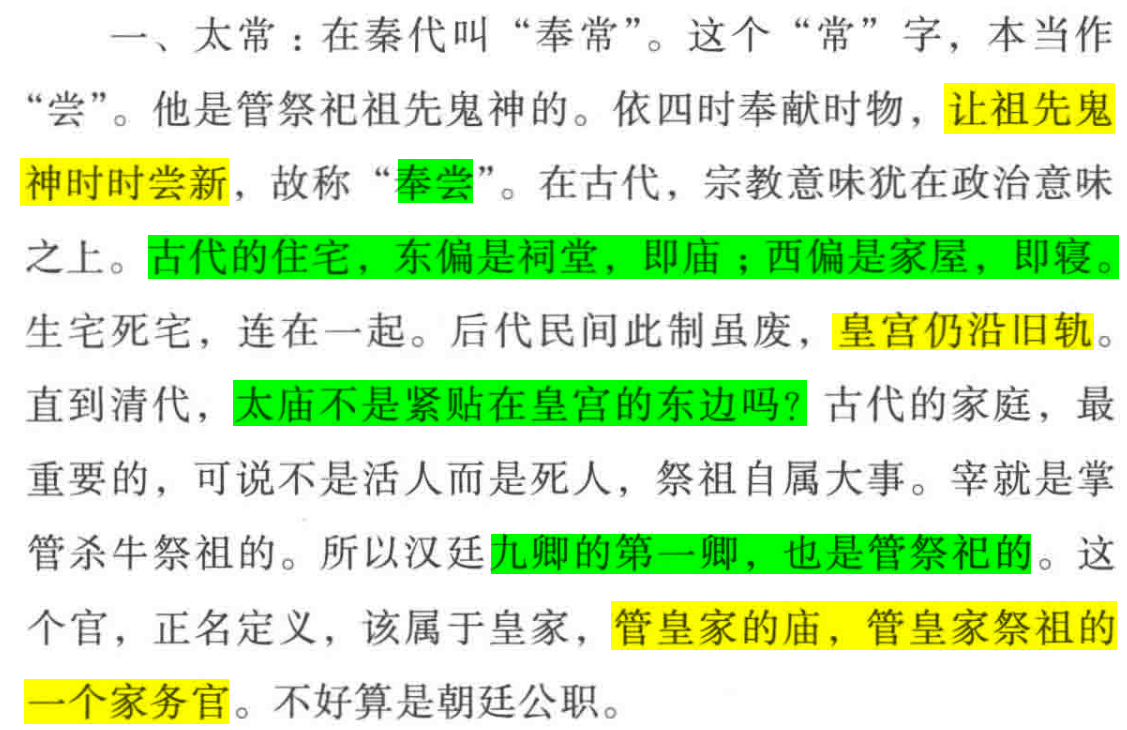 一、太常：在秦代叫“奉常”。这个“常”字，本当作
“尝”。他是管祭祀祖先鬼神的。依四时奉献时物，让祖先鬼
神时时尝新，故称“奉尝”。在古代，宗教意味犹在政治意味
之上。古代的住宅，东偏是祠堂，即庙；西偏是家屋，即寝。
生宅死宅，连在一起。后代民间此制虽废，皇宫仍沿旧轨。
直到清代，太庙不是紧贴在皇宫的东边吗？古代的家庭，最
重要的，可说不是活人而是死人，祭祖自属大事。宰就是掌
管杀牛祭祖的。所以汉廷九卿的第一卿，也是管祭祀的。这
个官，正名定义，该属于皇家，管皇家的庙，管皇家祭祖的
一个家务官。不好算是朝廷公职。